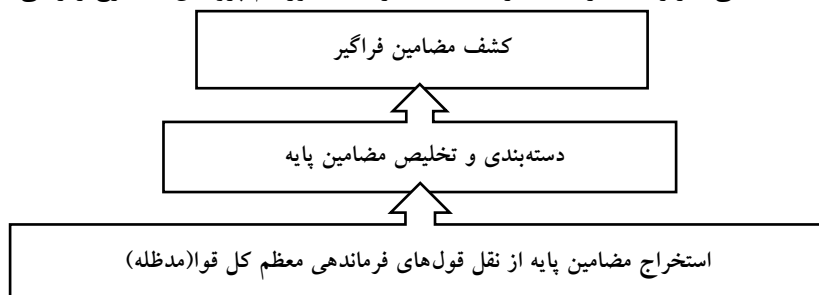 کشف مضامین فراگیر
دسته‌بندی و تخلیص مضامین پایه
استخراج مضامین پایه از نقل قول‌های فرماندهی معظم کل قوا(مدظله)